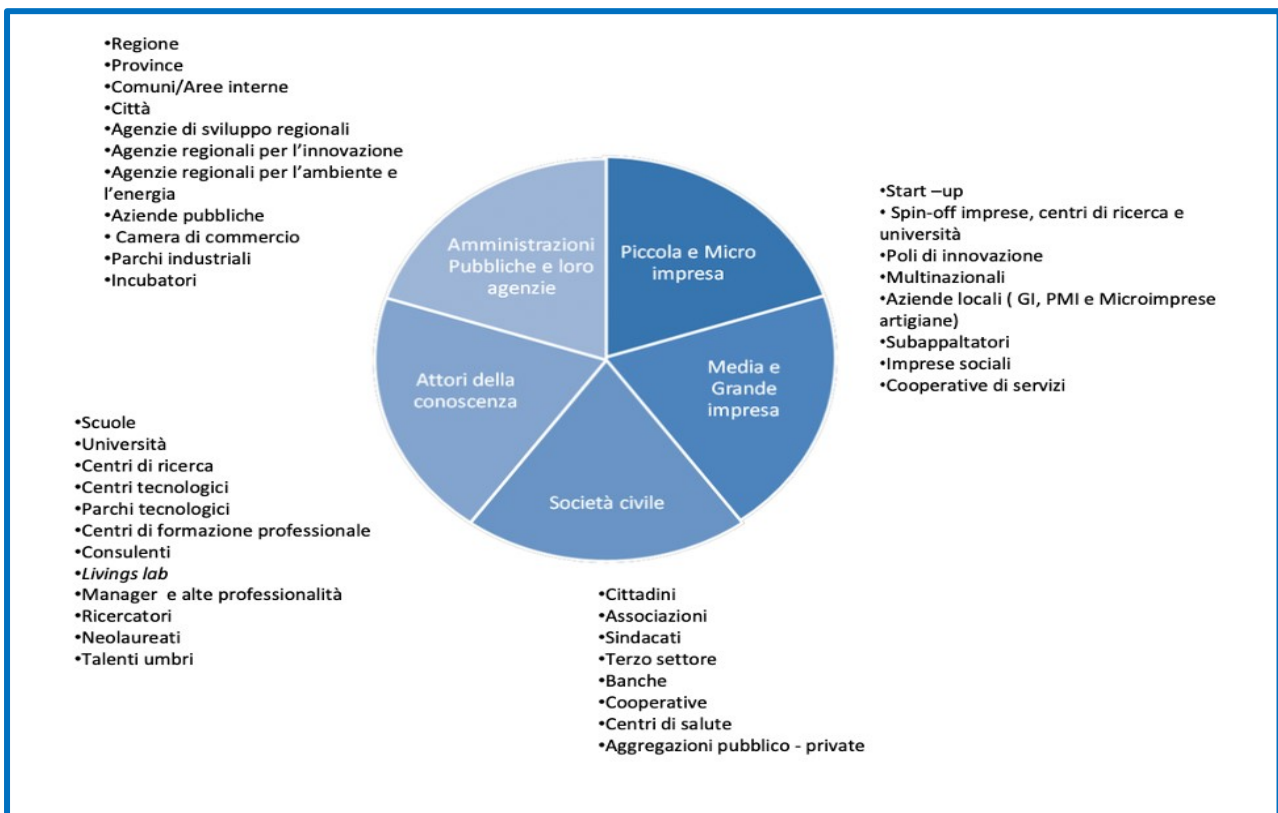 •Regione
•Province
•Comuni/Aree interne
•Città
•Agenzie di sviluppo regionali
•Agenzie regionali per l'innovazione
•Agenzie regionali per l'ambiente e
l'energia
•Aziende pubbliche
• Camera di commercio
•Parchi industriali
•Incubatori
Amministrazioni
Pubbliche e loro
agenzie
Piccola e Micro
impresa
•Start –up
• Spin-off imprese, centri di ricerca e
università
•Poli di innovazione
•Multinazionali
•Aziende locali ( GI, PMI e Microimprese
artigiane)
•Subappaltatori
•Imprese sociali
•Cooperative di servizi
Attori della
conoscenza
Media e
Grande
impresa
Società civile
•Scuole
•Università
•Centri di ricerca
•Centri tecnologici
•Parchi tecnologici
•Centri di formazione professionale
•Consulenti
•Livings lab
•Manager e alte professionalità
•Ricercatori
•Neolaureati
•Talenti umbri
•Cittadini
•Associazioni
•Sindacati
•Terzo settore
•Banche
•Cooperative
•Centri di salute
•Aggregazioni pubblico - private